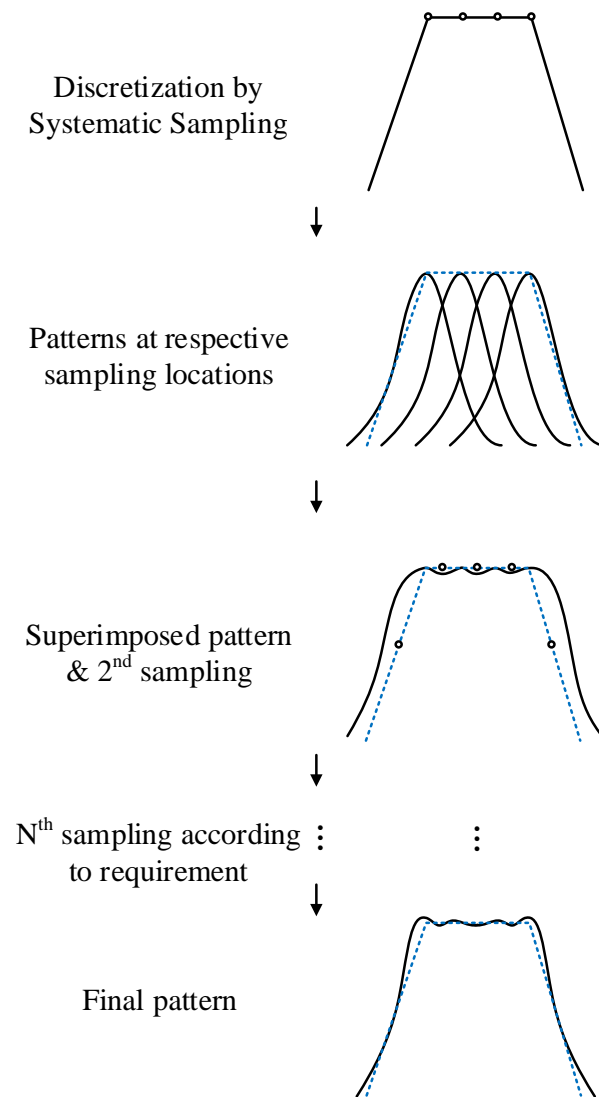 Discretization by
Systematic Sampling
Patterns at respective
sampling locations
Superimposed pattern
& 2nd sampling
Nth sampling according
to requirement
Final pattern